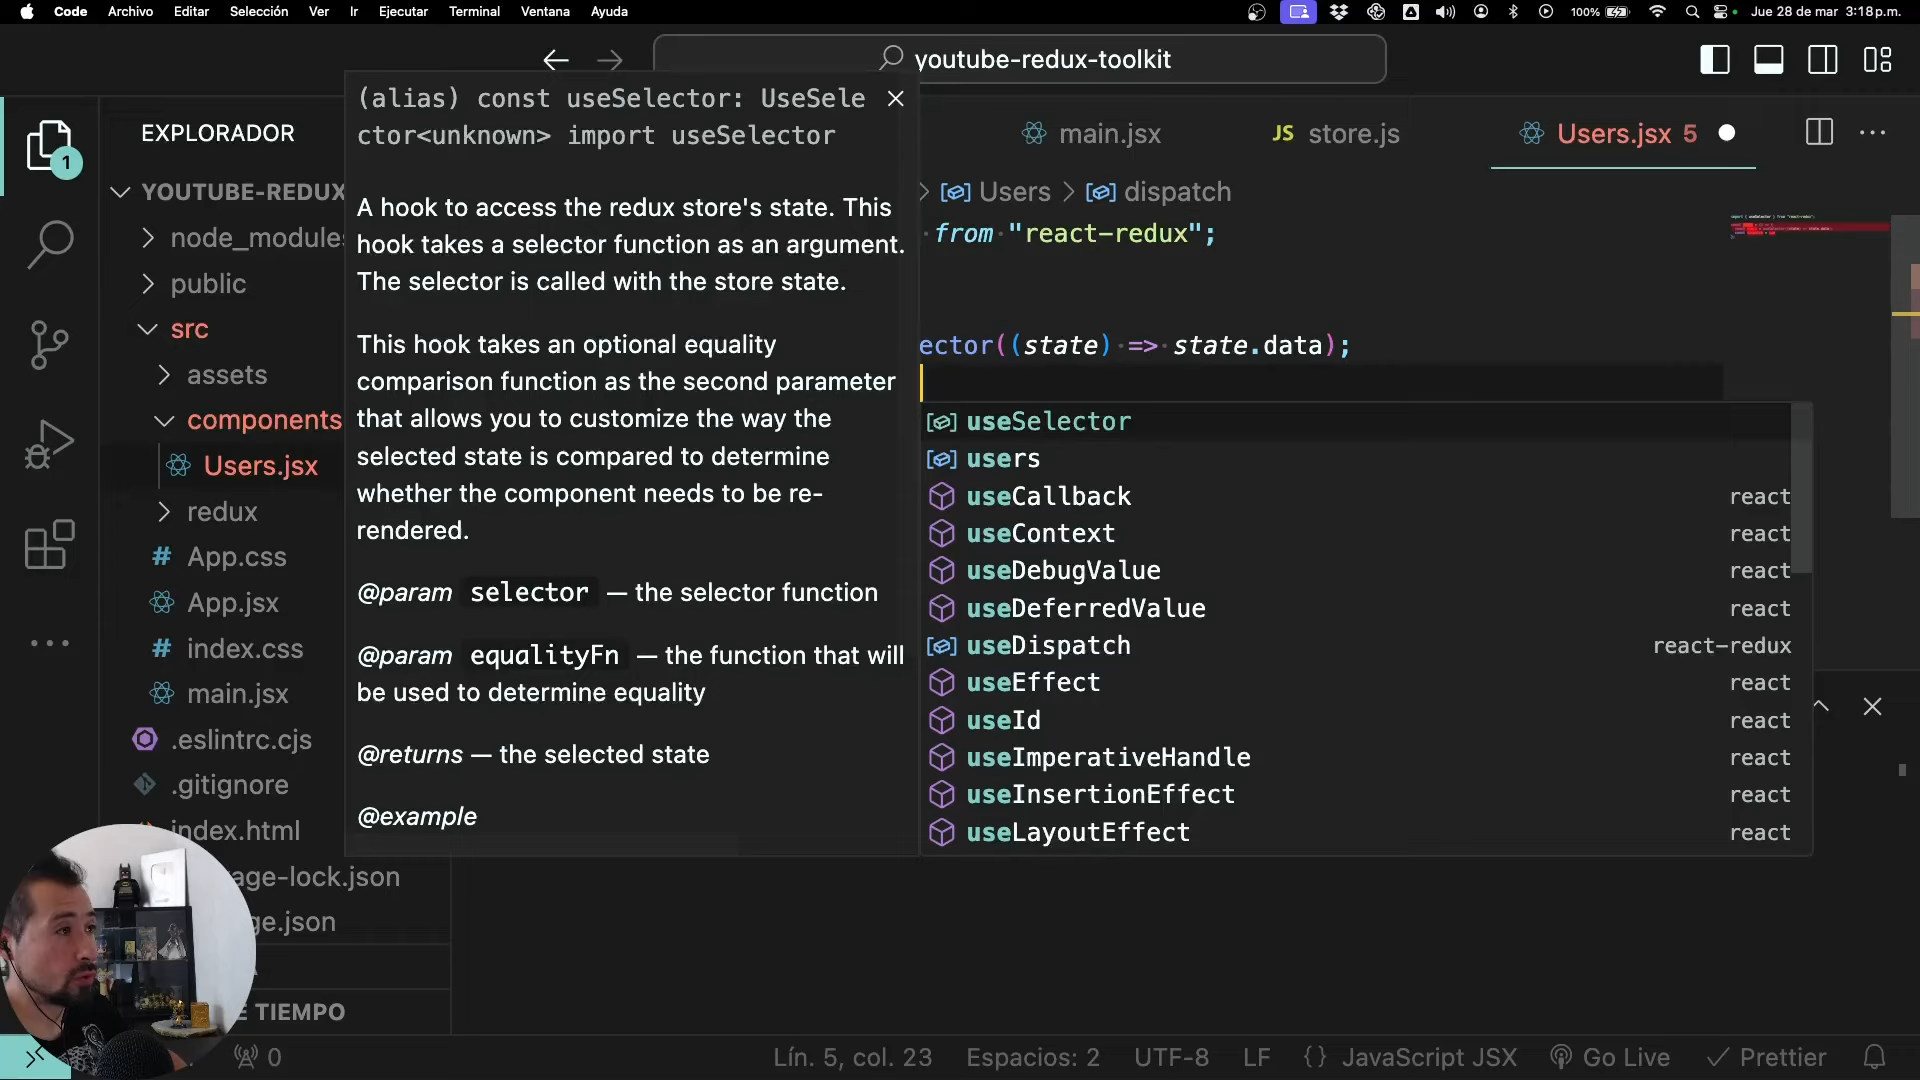 Code Archivo Editar Selección Ver Ir Ejecutar Terminal Ventana Ayuda 100% Jue 28 de mar 3:18 p.m.
youtube-redux-toolkit
EXPLORADOR
1
YOUTUBE-REDUX
node_modules
public
src
assets
components
Users.jsx
redux
App.css
App.jsx
index.css
main.jsx
.eslintrc.cjs
.gitignore
index.html
age-lock.json
ge.json
E TIEMPO
(alias) const useSelector: UseSele
ctor<unknown> import useSelector
A hook to access the redux store's state. This
hook takes a selector function as an argument.
The selector is called with the store state.
This hook takes an optional equality
comparison function as the second parameter
that allows you to customize the way the
selected state is compared to determine
whether the component needs to be re-
rendered.
@param selector — the selector function
@param equalityFn — the function that will
be used to determine equality
@returns — the selected state
@example
main.jsx JS store.js Users.jsx 5
Users dispatch
from "react-redux";
ector((state) => state.data);
useSelector
users
useCallback react
useContext react
useDebugValue react
useDeferredValue react
useDispatch react-redux
useEffect react
useId react
useImperativeHandle react
useInsertionEffect react
useLayoutEffect react
0 Lín. 5, col. 23 Espacios: 2 UTF-8 LF {} JavaScript JSX Go Live Prettier